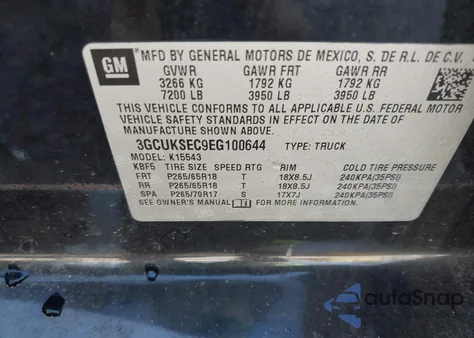 GM
MFD BY GENERAL MOTORS DE MEXICO, S. DE R.L. DE C.V.
GVWR GAWR FRT GAWR RR
3266 KG 1792 KG 1792 KG
7200 LB 3950 LB 3950 LB
THIS VEHICLE CONFORMS TO ALL APPLICABLE U.S. FEDERAL MOTOR
VEHICLE SAFETY STANDARDS IN EFFECT ON THE DATE OF
MANUFACTURE SHOWN ABOVE.
3GCUKSEC9EG100644 TYPE: TRUCK
MODEL: K15543
KBF5 TIRE SIZE SPEED RTG RIM COLD TIRE PRESSURE
FRT P265/65R18 T 18X8.5J 240KPA(35PSI)
RR P265/65R18 T 18X8.5J 240KPA(35PSI)
SPA P265/70R17 S 17X7J 240KPA(35PSI)
SEE OWNER'S MANUAL FOR MORE INFORMATION.
autoSnap